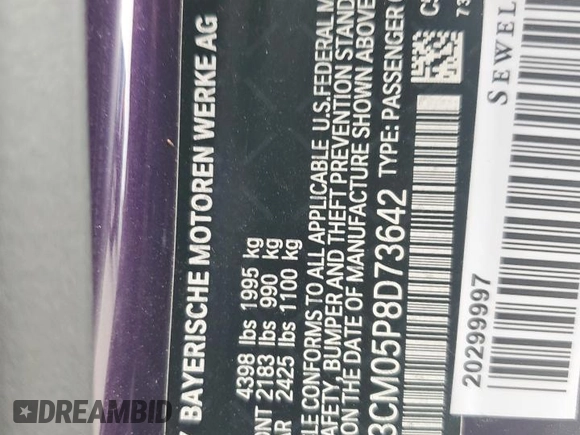 BAYERISCHE MOTOREN WERKE AG
4398 lbs 1995 kg
ONT 2183 lbs 990 kg
AR 2425 lbs 1100 kg
LE CONFORMS TO ALL APPLICABLE U.S.FEDERAL M
AFETY, BUMPER AND THEFT PREVENTION STAND
ON THE DATE OF MANUFACTURE SHOWN ABOVE
3CM05P8D73642 TYPE: PASSENGER
73
SEWEL
20299997
DREAMBID